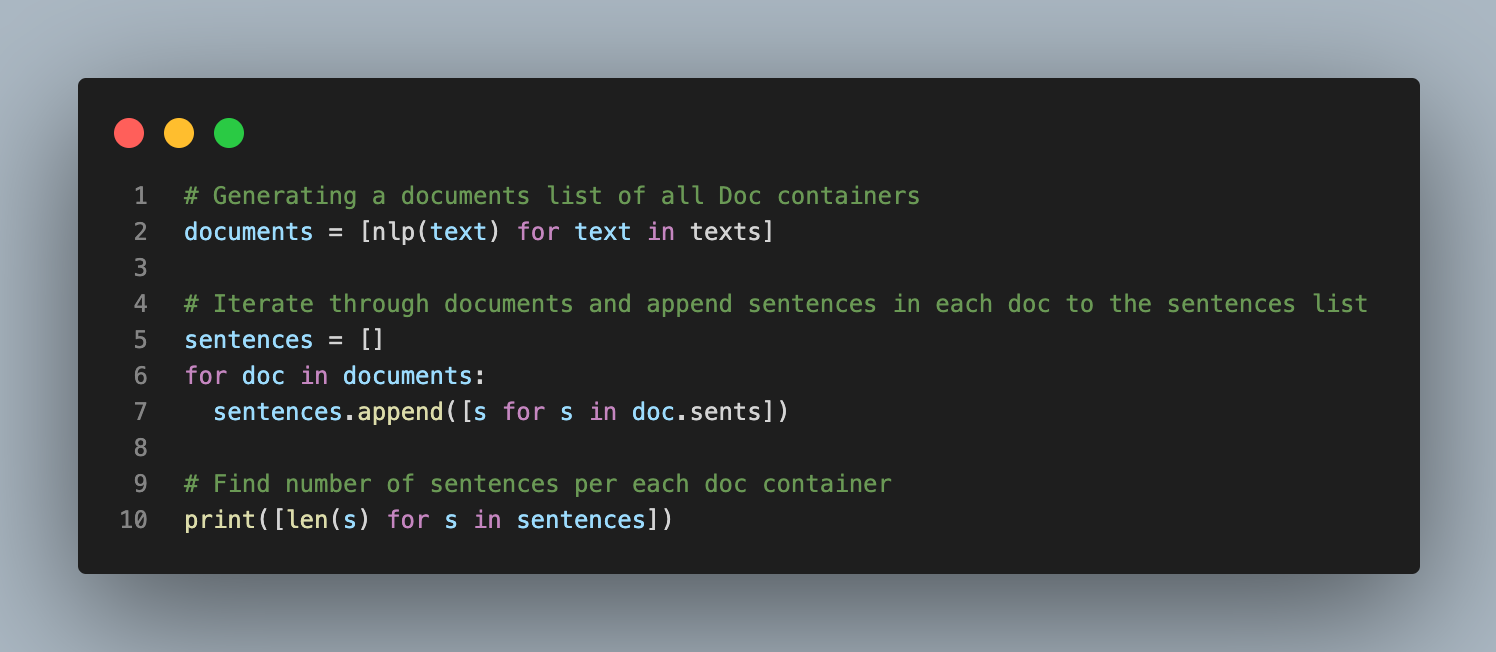 1 # Generating a documents list of all Doc containers
2 documents = [nlp(text) for text in texts]
3
4 # Iterate through documents and append sentences in each doc to the sentences list
5 sentences = []
6 for doc in documents:
7   sentences.append([s for s in doc.sents])
8
9 # Find number of sentences per each doc container
10 print([len(s) for s in sentences])